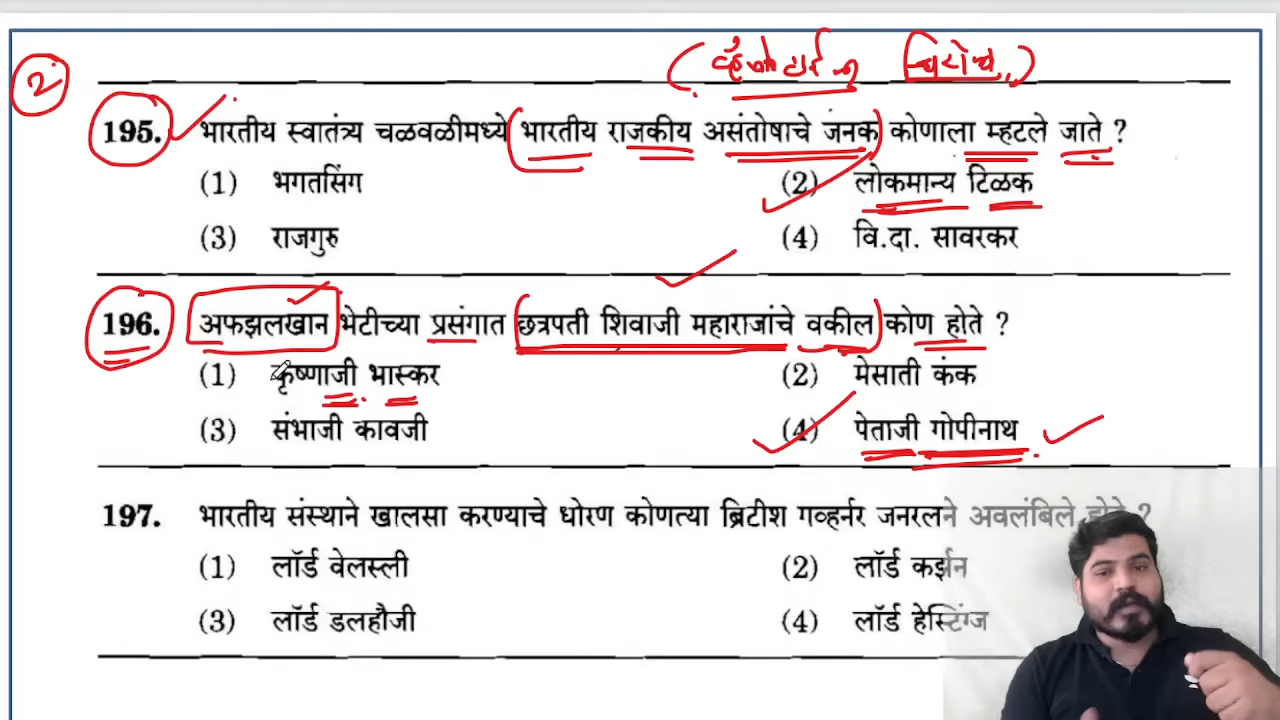 (व्हॅलेंटाईन चिरोल)
2
195. भारतीय स्वातंत्र्य चळवळीमध्ये भारतीय राजकीय असंतोषाचे जनक कोणाला म्हटले जाते ?
(1) भगतसिंग (2) लोकमान्य टिळक
(3) राजगुरु (4) वि.दा. सावरकर
196. अफझलखान भेटीच्या प्रसंगात छत्रपती शिवाजी महाराजांचे वकील कोण होते ?
(1) कृष्णाजी भास्कर (2) मेसाती कंक
(3) संभाजी कावजी (4) पेताजी गोपीनाथ
197. भारतीय संस्थाने खालसा करण्याचे धोरण कोणत्या ब्रिटीश गव्हर्नर जनरलने अवलंबिले होते ?
(1) लॉर्ड वेलस्ली (2) लॉर्ड कर्झन
(3) लॉर्ड डलहौजी (4) लॉर्ड हेस्टिंग्ज